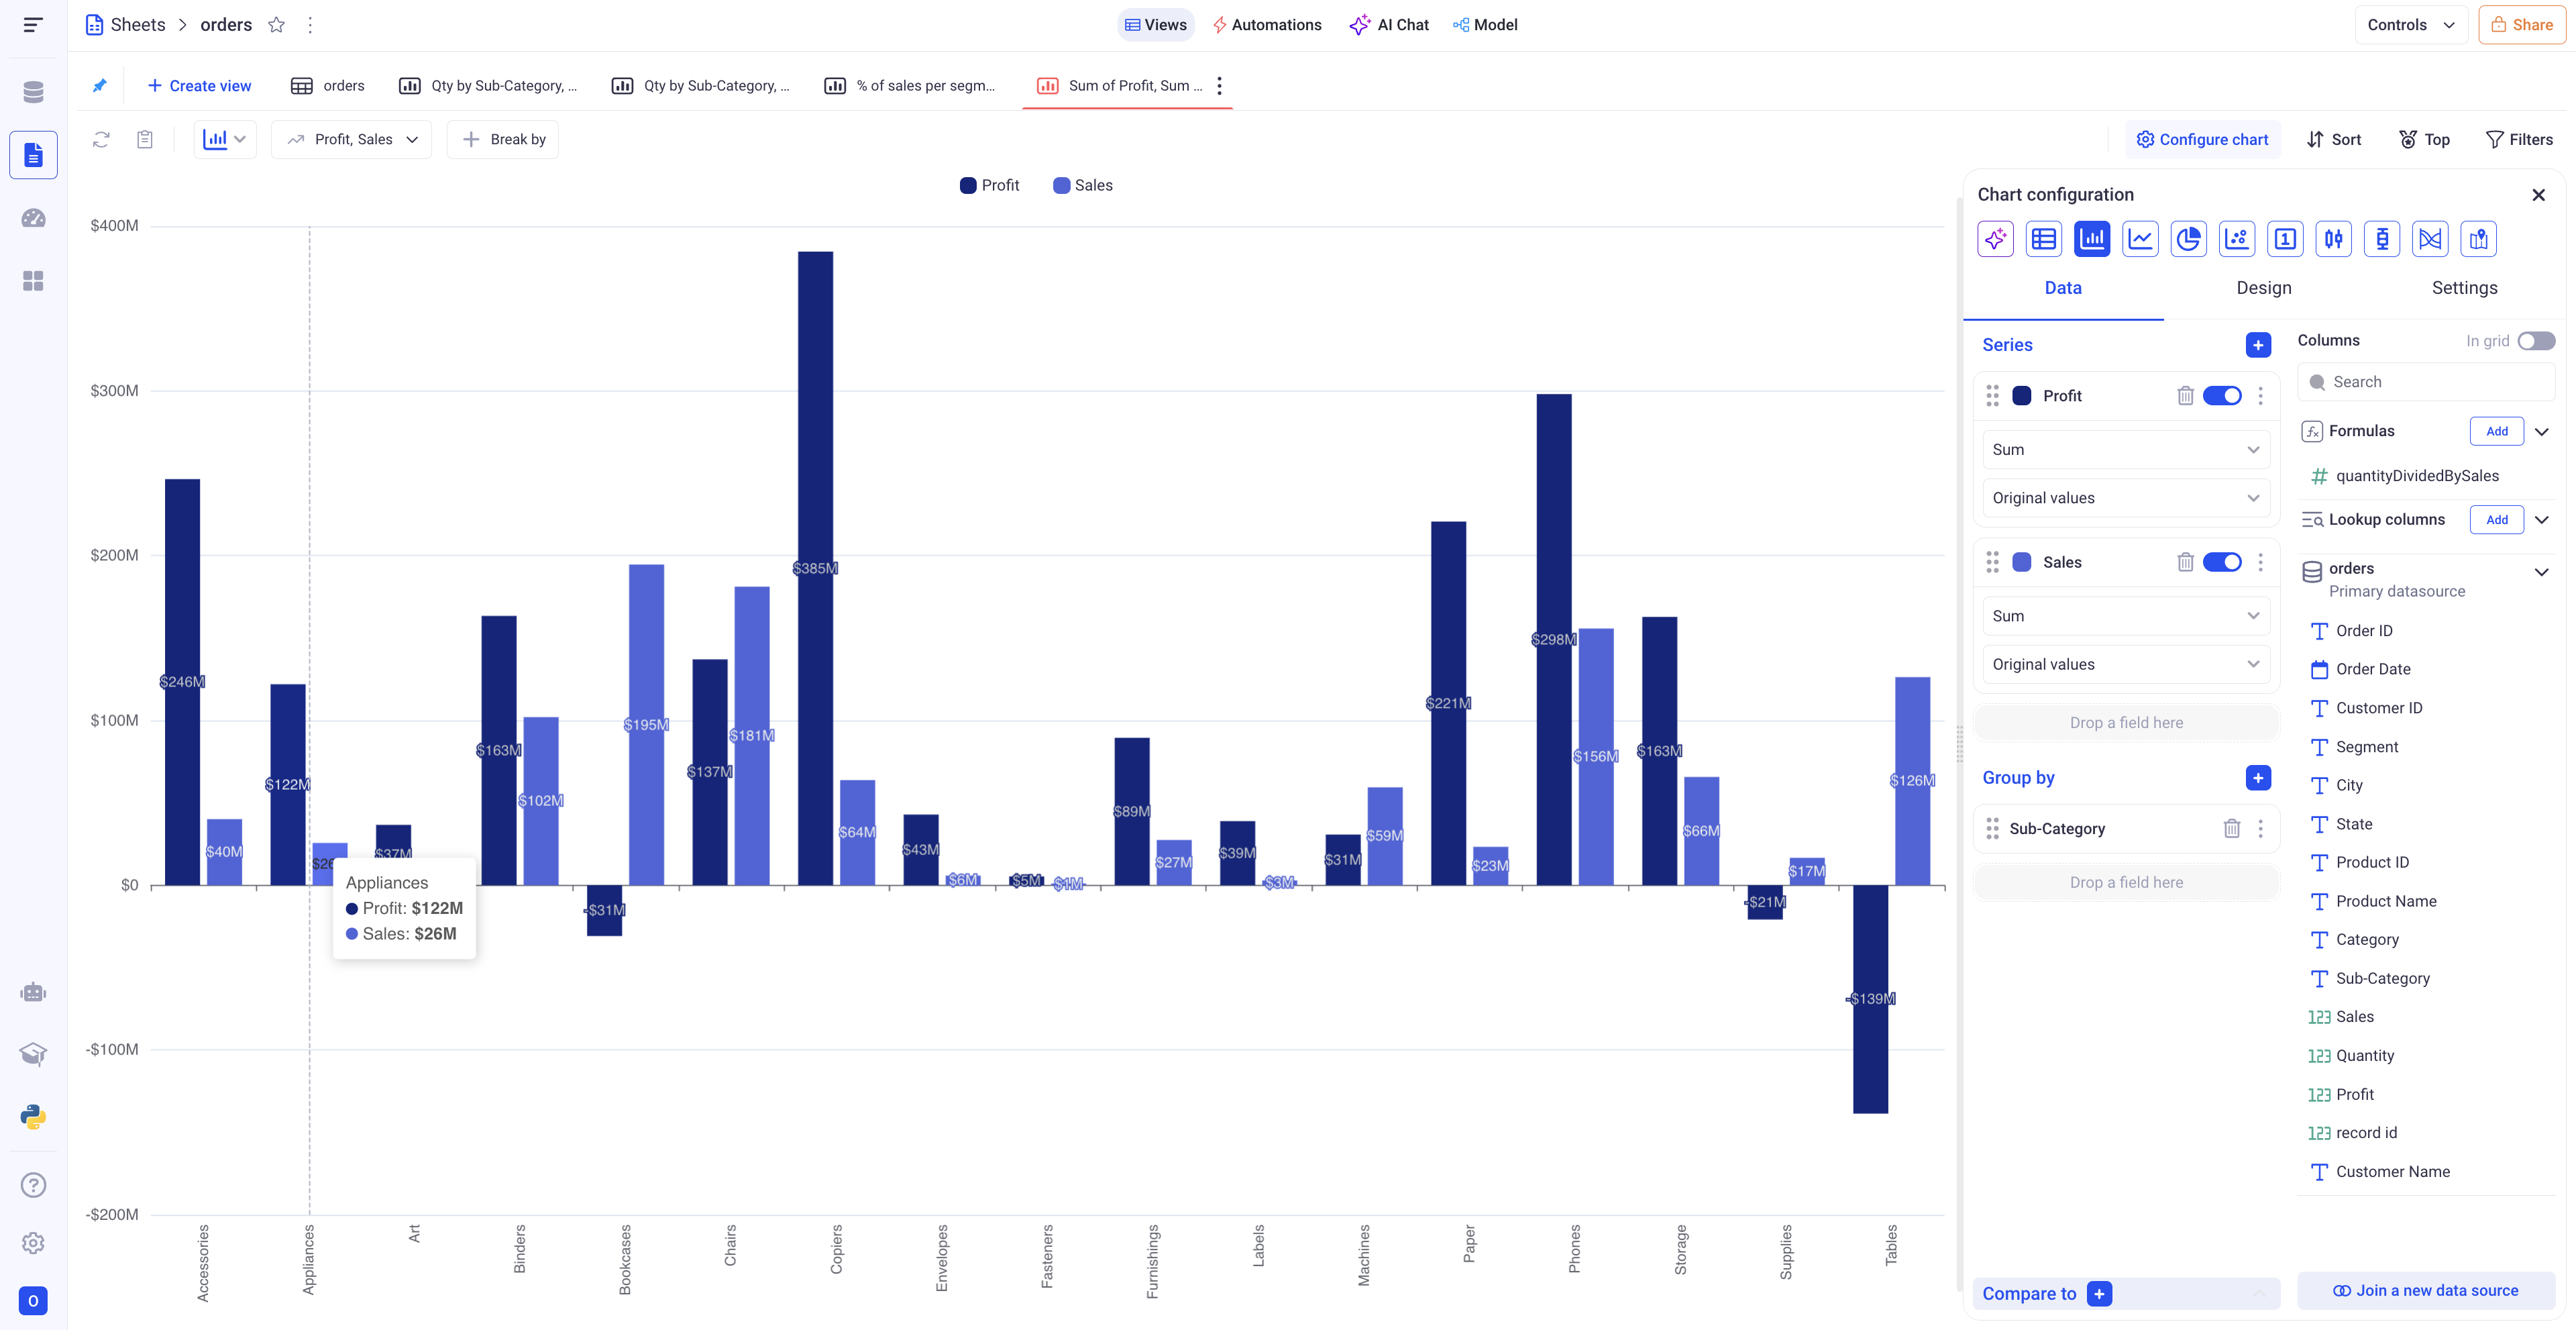 Sheets > orders
Views
Automations
AI Chat
Model
Controls
Share
+ Create view
orders
Qty by Sub-Category, ...
Qty by Sub-Category, ...
% of sales per segm...
Sum of Profit, Sum ...
Profit, Sales
+ Break by
Configure chart
Sort
Top
Filters
Profit
Sales
$400M
$300M
$200M
$100M
$0
-$100M
-$200M
$246M
$40M
$122M
$37M
$163M
$102M
-$31M
$195M
$137M
$181M
$385M
$64M
$43M
$6M
$5M
$1M
$89M
$27M
$39M
$3M
$31M
$59M
$221M
$23M
$298M
$156M
$163M
$66M
-$21M
$17M
-$139M
$126M
Appliances
Profit: $122M
Sales: $26M
Accessories
Appliances
Art
Binders
Bookcases
Chairs
Copiers
Envelopes
Fasteners
Furnishings
Labels
Machines
Paper
Phones
Storage
Supplies
Tables
Chart configuration
Data
Design
Settings
Series
Profit
Sum
Original values
Sales
Sum
Original values
Drop a field here
Group by
Sub-Category
Drop a field here
Compare to
Columns
In grid
Search
Formulas
Add
quantityDividedBySales
Lookup columns
Add
orders
Primary datasource
Order ID
Order Date
Customer ID
Segment
City
State
Product ID
Product Name
Category
Sub-Category
123 Sales
123 Quantity
123 Profit
123 record id
Customer Name
Join a new data source
O